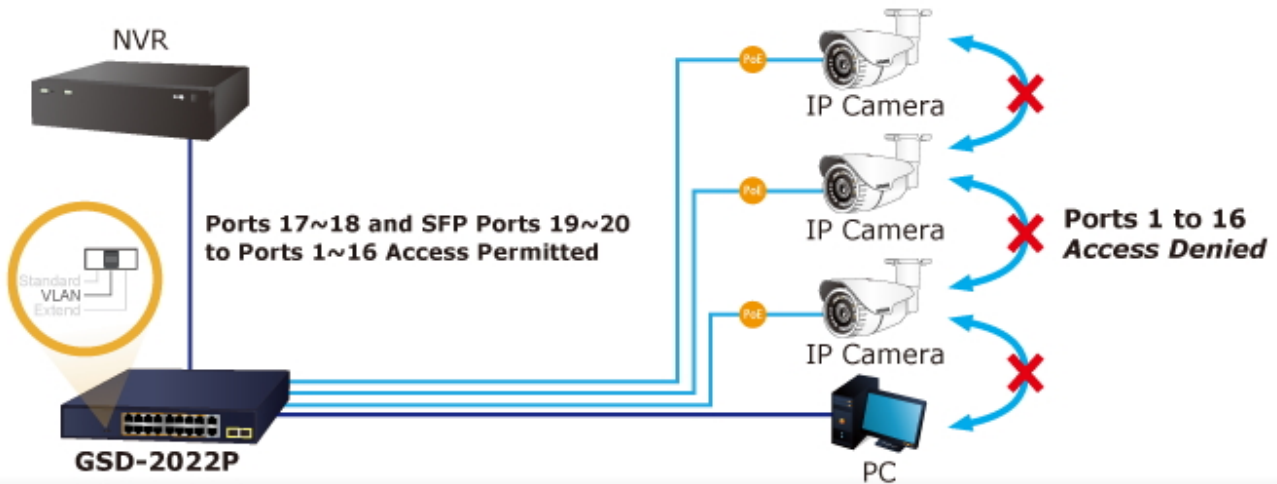 NVR
PoE
IP Camera
Ports 17~18 and SFP Ports 19~20
to Ports 1~16 Access Permitted
PoE
IP Camera
Ports 1 to 16
Access Denied
Standard
VLAN
Extend
PoE
IP Camera
GSD-2022P
PC